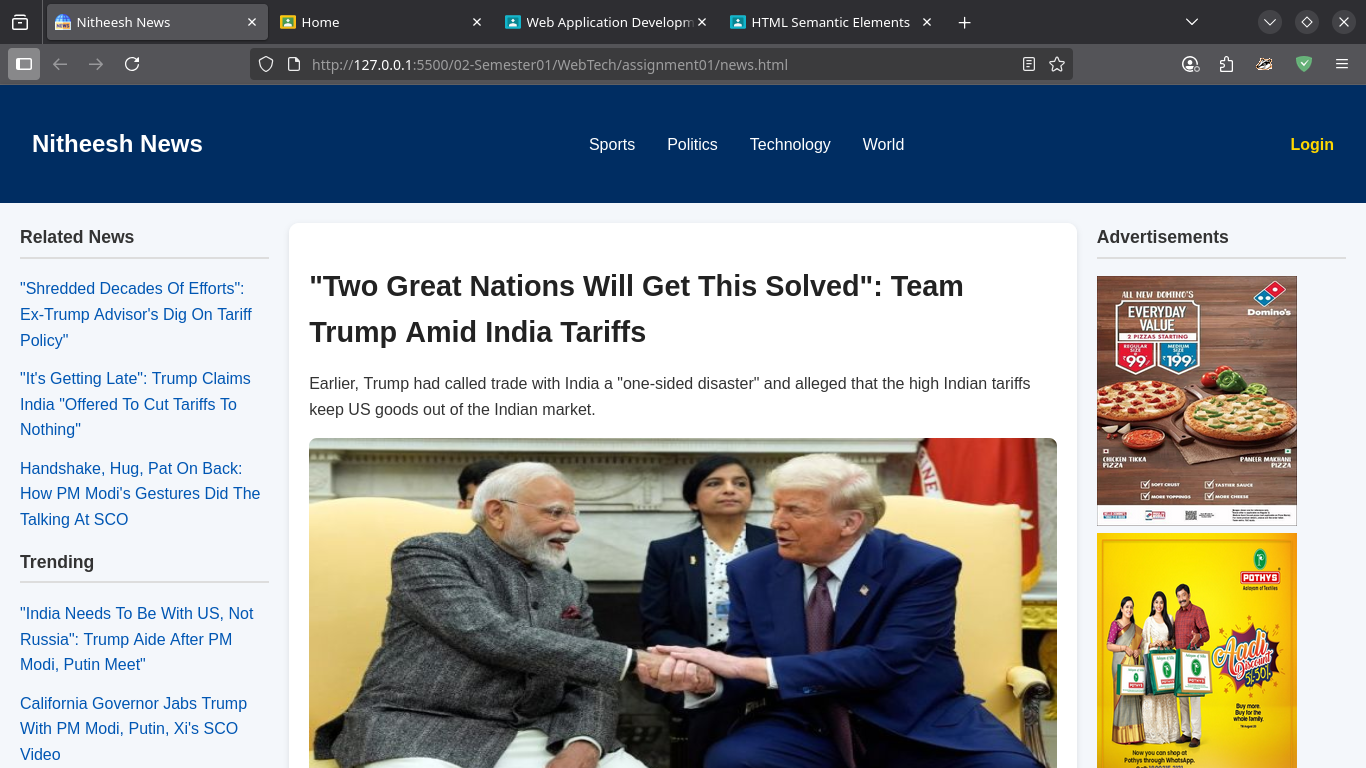 Nitheesh News
Home
Web Application Developm
HTML Semantic Elements
http://127.0.0.1:5500/02-Semester01/WebTech/assignment01/news.html
Nitheesh News
Sports
Politics
Technology
World
Login
Related News
"Shredded Decades Of Efforts":
Ex-Trump Advisor's Dig On Tariff
Policy"
"It's Getting Late": Trump Claims
India "Offered To Cut Tariffs To
Nothing"
Handshake, Hug, Pat On Back:
How PM Modi's Gestures Did The
Talking At SCO
Trending
"India Needs To Be With US, Not
Russia": Trump Aide After PM
Modi, Putin Meet"
California Governor Jabs Trump
With PM Modi, Putin, Xi's SCO
Video
"Two Great Nations Will Get This Solved": Team
Trump Amid India Tariffs
Earlier, Trump had called trade with India a "one-sided disaster" and alleged that the high Indian tariffs
keep US goods out of the Indian market.
Advertisements
ALL NEW DOMINO'S
EVERYDAY
VALUE
2 PIZZAS STARTING
REGULAR SIZE
99
MEDIUM SIZE
199
Domino's
CHICKEN TIKKA
PIZZA
PANEER MAKHANI
PIZZA
SOFT CRUST
TASTIER SAUCE
MORE TOPPINGS
MORE CHEESE
POTHYS
Aalayam of Textiles
Aadi
Discount
5%-50%
Buy more.
Buy for the
whole family.
Now you can shop at
Pothys through WhatsApp.